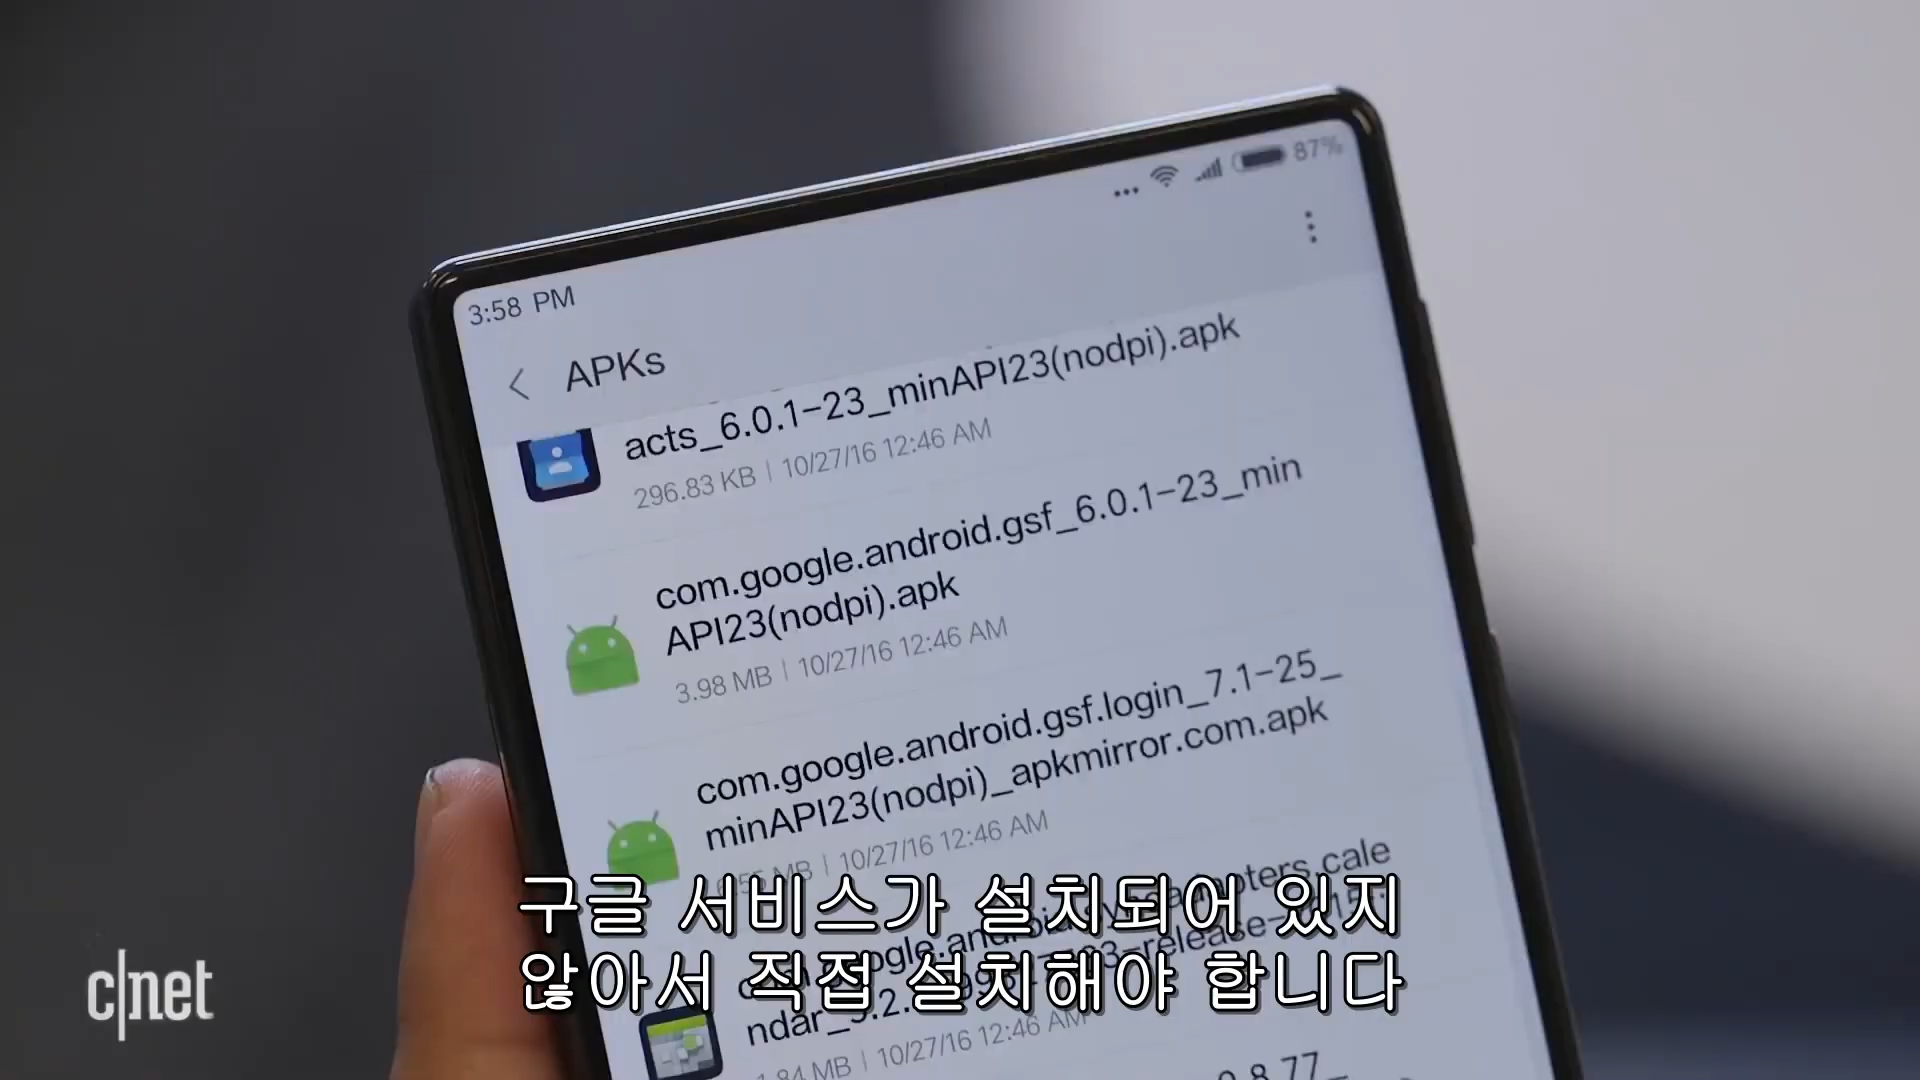 87%
3:58 PM
APKs
acts_6.0.1-23_minAPI23(nodpi).apk
296.83 KB | 10/27/16 12:46 AM
com.google.android.gsf_6.0.1-23_min
API23(nodpi).apk
3.98 MB | 10/27/16 12:46 AM
com.google.android.gsf.login_7.1-25_
minAPI23(nodpi)_apkmirror.com.apk
MB | 10/27/16 12:46 AM
구글 서비스가 설치되어 있지
않아서 직접 설치해야 합니다
1.84 MB | 10/27/16 12:46 AM
c|net